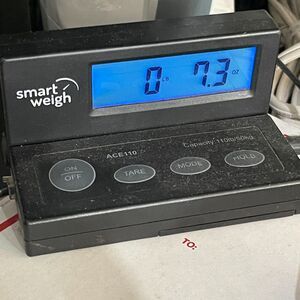 smart
weigh
0 LB 7.3 OZ
ACE110
Capacity 110lb/50kg
ON
OFF
TARE
MODE
HOLD
TO: